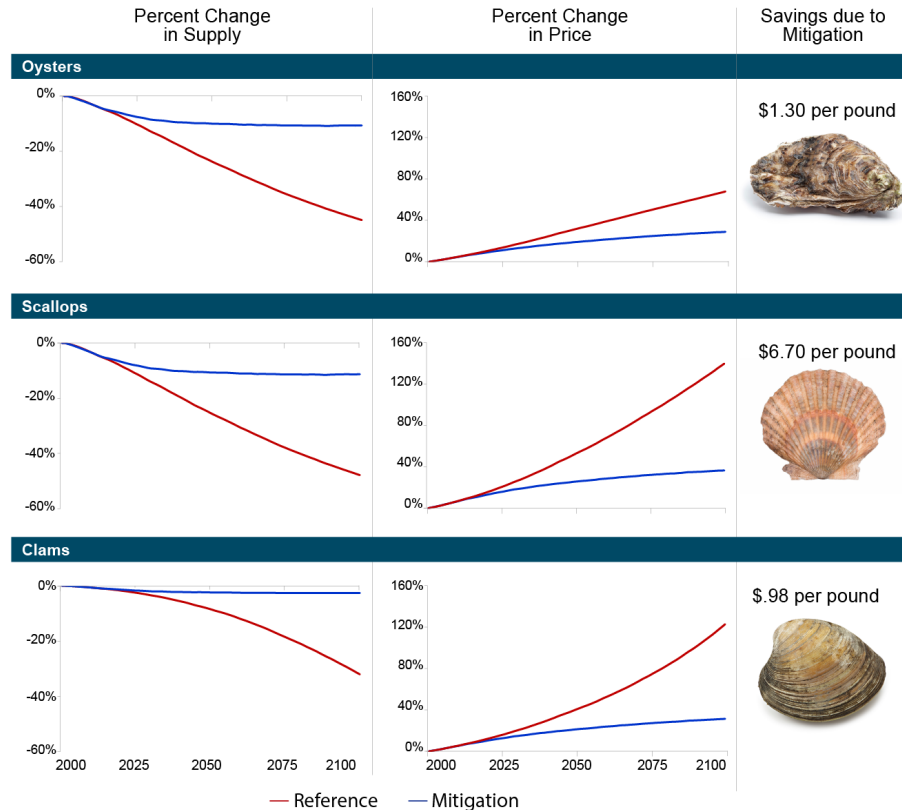 Percent Change
in Supply
Percent Change
in Price
Savings due to
Mitigation
Oysters
0%
-20%
-40%
-60%
160%
120%
80%
40%
0%
$1.30 per pound
Scallops
0%
-20%
-40%
-60%
160%
120%
80%
40%
0%
$6.70 per pound
Clams
0%
-20%
-40%
-60%
2000 2025 2050 2075 2100
160%
120%
80%
40%
0%
2000 2025 2050 2075 2100
$.98 per pound
Reference Mitigation